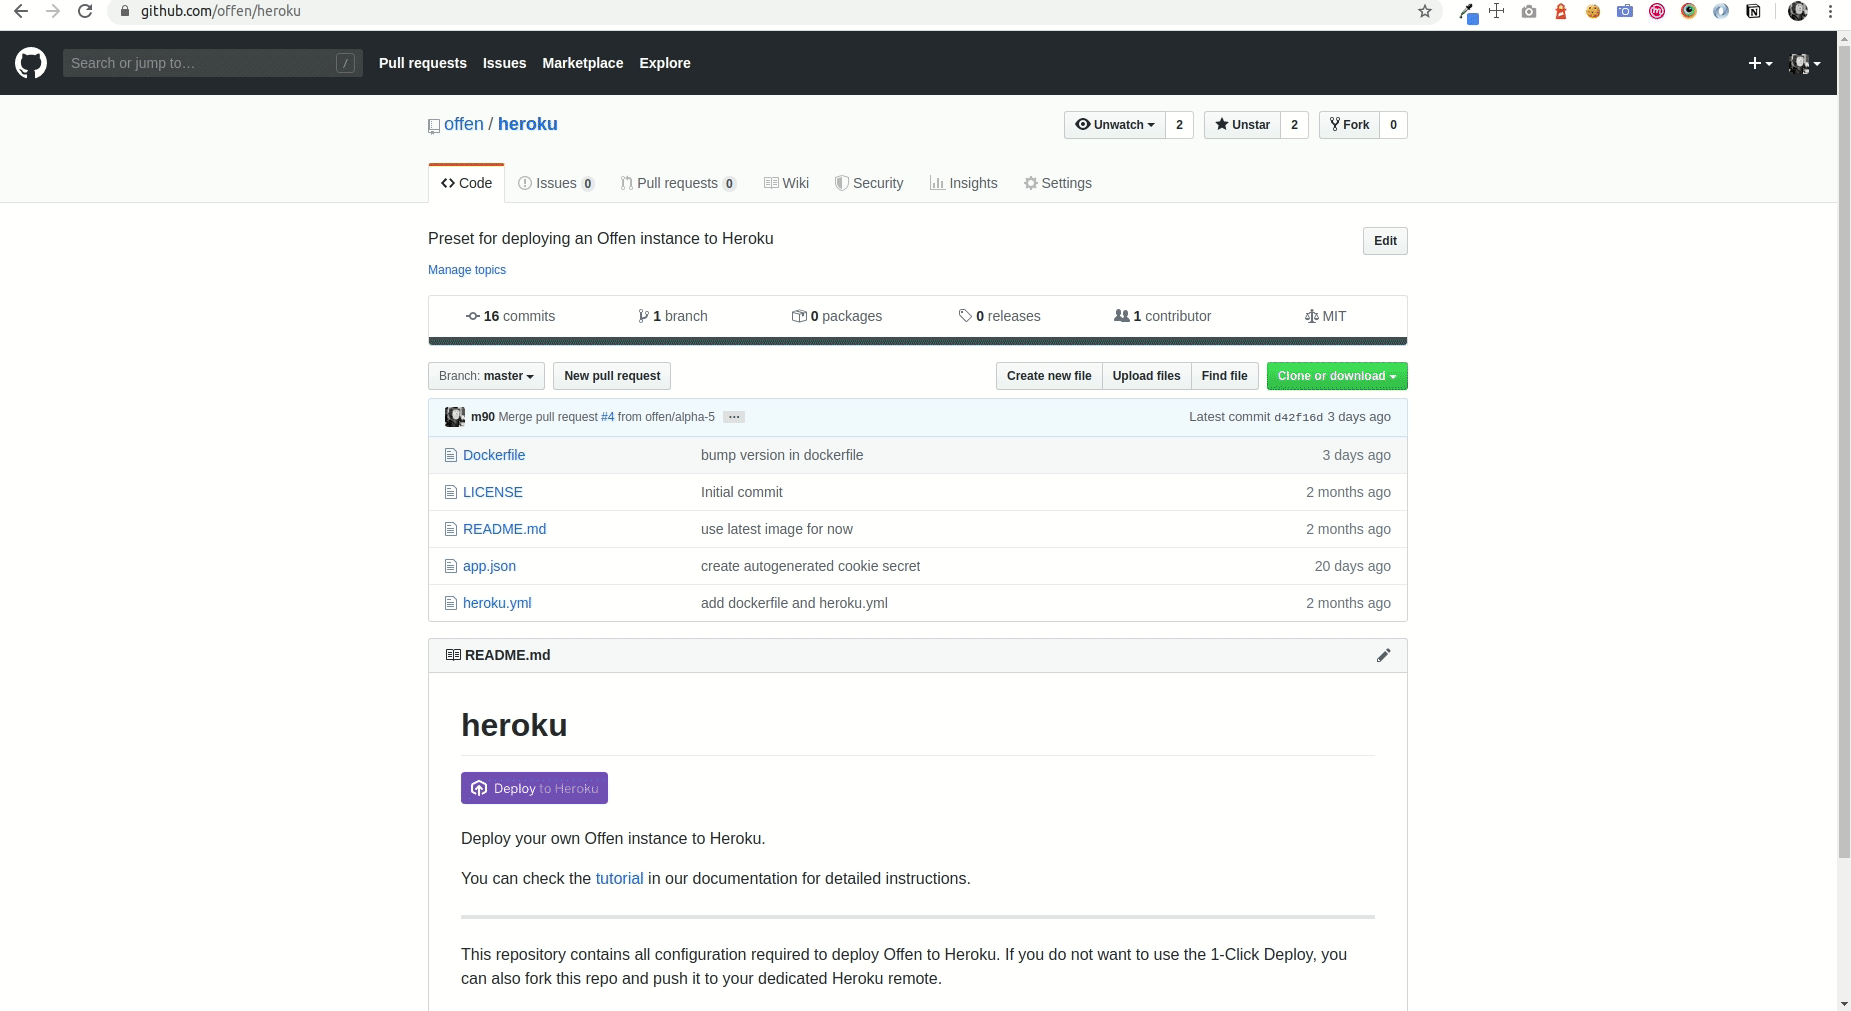 github.com/offen/heroku
Search or jump to… / Pull requests Issues Marketplace Explore
offen / heroku Unwatch 2 Unstar 2 Fork 0
Code Issues 0 Pull requests 0 Wiki Security Insights Settings
Preset for deploying an Offen instance to Heroku Edit
Manage topics
16 commits 1 branch 0 packages 0 releases 1 contributor MIT
Branch: master New pull request Create new file Upload files Find file Clone or download
m90 Merge pull request #4 from offen/alpha-5 ... Latest commit d42f16d 3 days ago
Dockerfile bump version in dockerfile 3 days ago
LICENSE Initial commit 2 months ago
README.md use latest image for now 2 months ago
app.json create autogenerated cookie secret 20 days ago
heroku.yml add dockerfile and heroku.yml 2 months ago
README.md
heroku
Deploy to Heroku
Deploy your own Offen instance to Heroku.
You can check the tutorial in our documentation for detailed instructions.
This repository contains all configuration required to deploy Offen to Heroku. If you do not want to use the 1-Click Deploy, you
can also fork this repo and push it to your dedicated Heroku remote.